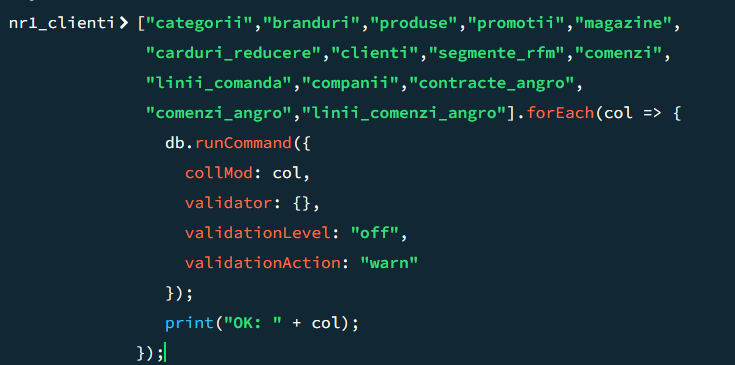 nr1_clienti> ["categorii","branduri","produse","promotii","magazine",
"carduri_reducere","clienti","segmente_rfm","comenzi",
"linii_comanda","companii","contracte_angro",
"comenzi_angro","linii_comenzi_angro"].forEach(col => {
db.runCommand({
collMod: col,
validator: {},
validationLevel: "off",
validationAction: "warn"
});
print("OK: " + col);
});